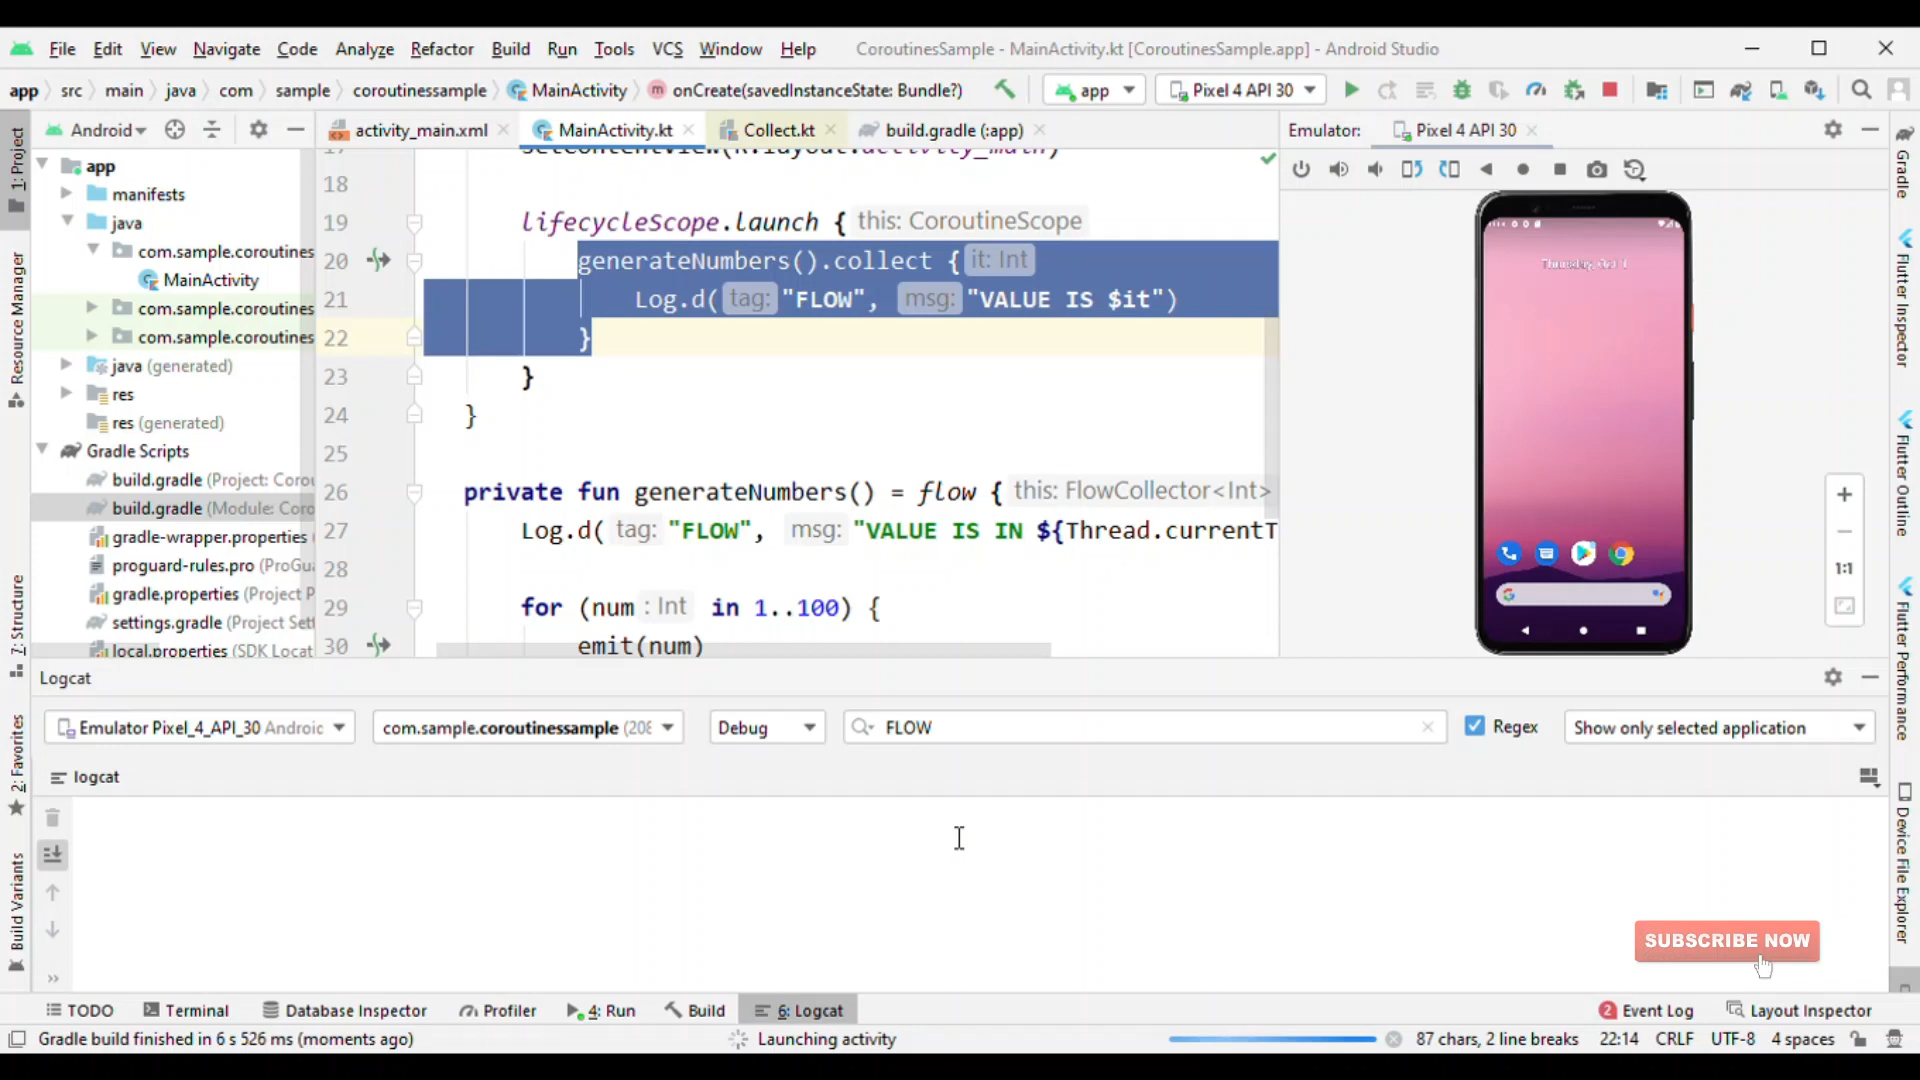 File Edit View Navigate Code Analyze Refactor Build Run Tools VCS Window Help CoroutinesSample - MainActivity.kt [CoroutinesSample.app] - Android Studio
app src main java com sample coroutinessample MainActivity onCreate(savedInstanceState: Bundle?) app Pixel 4 API 30
Android activity_main.xml MainActivity.kt Collect.kt build.gradle (:app) Emulator: Pixel 4 API 30
1: Project
Resource Manager
7: Structure
2: Favorites
Build Variants
app
manifests
java
com.sample.coroutines
MainActivity
com.sample.coroutines
com.sample.coroutines
java (generated)
res
res (generated)
Gradle Scripts
build.gradle (Project: Corou
build.gradle (Module: Coro
gradle-wrapper.properties (
proguard-rules.pro (ProGu
gradle.properties (Project P
settings.gradle (Project Set
local.properties (SDK Locat
17 setContentView(R.layout.activity_main)
18
19 lifecycleScope.launch { this: CoroutineScope
20 generateNumbers().collect { it: Int
21 Log.d( tag: "FLOW", msg: "VALUE IS $it")
22 }
23 }
24 }
25
26 private fun generateNumbers() = flow { this: FlowCollector<Int>
27 Log.d( tag: "FLOW", msg: "VALUE IS IN ${Thread.currentT
28
29 for (num : Int in 1..100) {
30 emit(num)
1:1
Gradle
Flutter Inspector
Flutter Outline
Flutter Performance
Device File Explorer
Logcat
Emulator Pixel_4_API_30 Android com.sample.coroutinessample (208 Debug FLOW Regex Show only selected application
logcat
SUBSCRIBE NOW
TODO Terminal Database Inspector Profiler 4: Run Build 6: Logcat 2 Event Log Layout Inspector
Gradle build finished in 6 s 526 ms (moments ago) Launching activity 87 chars, 2 line breaks 22:14 CRLF UTF-8 4 spaces